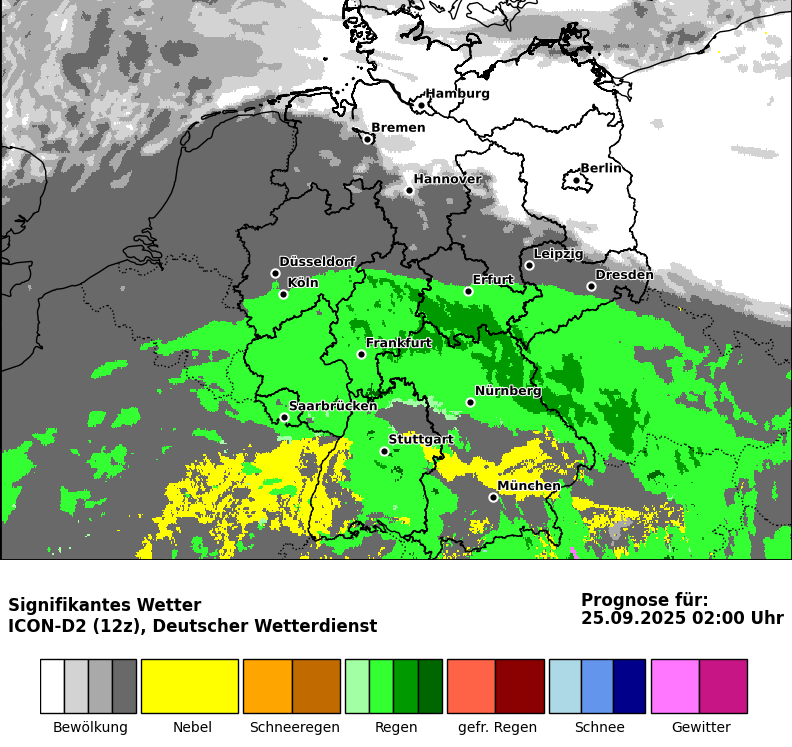 Hamburg
Bremen
Berlin
Hannover
Düsseldorf
Leipzig
Köln
Erfurt
Dresden
Frankfurt
Nürnberg
Saarbrücken
Stuttgart
München
Signifikantes Wetter
ICON-D2 (12z), Deutscher Wetterdienst
Prognose für:
25.09.2025 02:00 Uhr
Bewölkung
Nebel
Schneeregen
Regen
gefr. Regen
Schnee
Gewitter